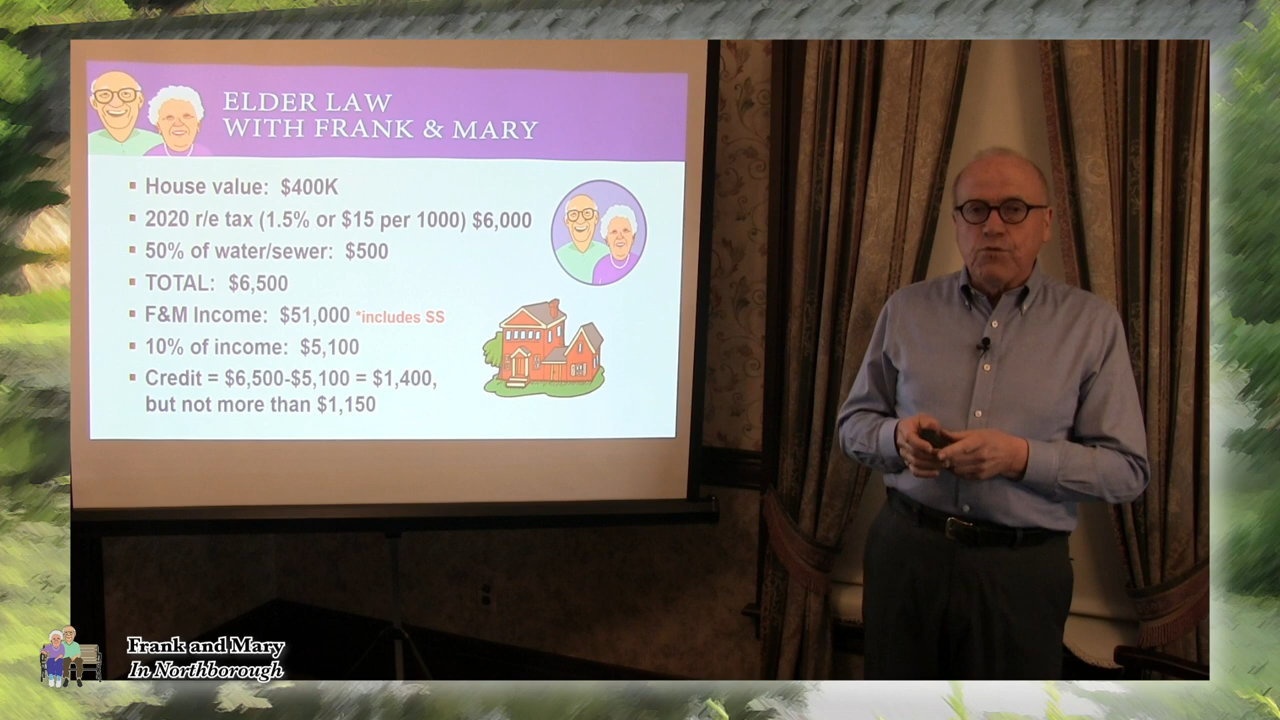 ELDER LAW
WITH FRANK & MARY
▪ House value: $400K
▪ 2020 r/e tax (1.5% or $15 per 1000) $6,000
▪ 50% of water/sewer: $500
▪ TOTAL: $6,500
▪ F&M Income: $51,000 *includes SS
▪ 10% of income: $5,100
▪ Credit = $6,500-$5,100 = $1,400,
but not more than $1,150
Frank and Mary
In Northborough